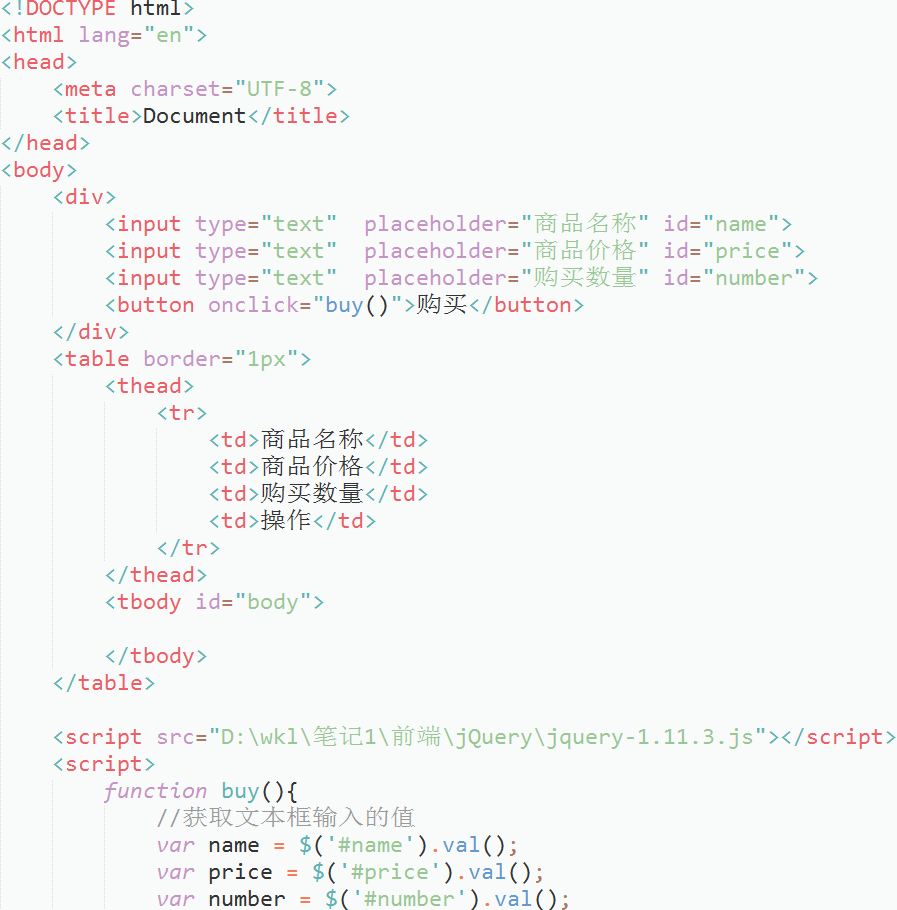 <!DOCTYPE html>
<html lang="en">
<head>
    <meta charset="UTF-8">
    <title>Document</title>
</head>
<body>
    <div>
        <input type="text"  placeholder="商品名称" id="name">
        <input type="text"  placeholder="商品价格" id="price">
        <input type="text"  placeholder="购买数量" id="number">
        <button onclick="buy()">购买</button>
    </div>
    <table border="1px">
        <thead>
            <tr>
                <td>商品名称</td>
                <td>商品价格</td>
                <td>购买数量</td>
                <td>操作</td>
            </tr>
        </thead>
        <tbody id="body">

        </tbody>
    </table>

    <script src="D:\wkl\笔记1\前端\jQuery\jquery-1.11.3.js"></script>
    <script>
        function buy(){
            //获取文本框输入的值
            var name = $('#name').val();
            var price = $('#price').val();
            var number = $('#number').val();